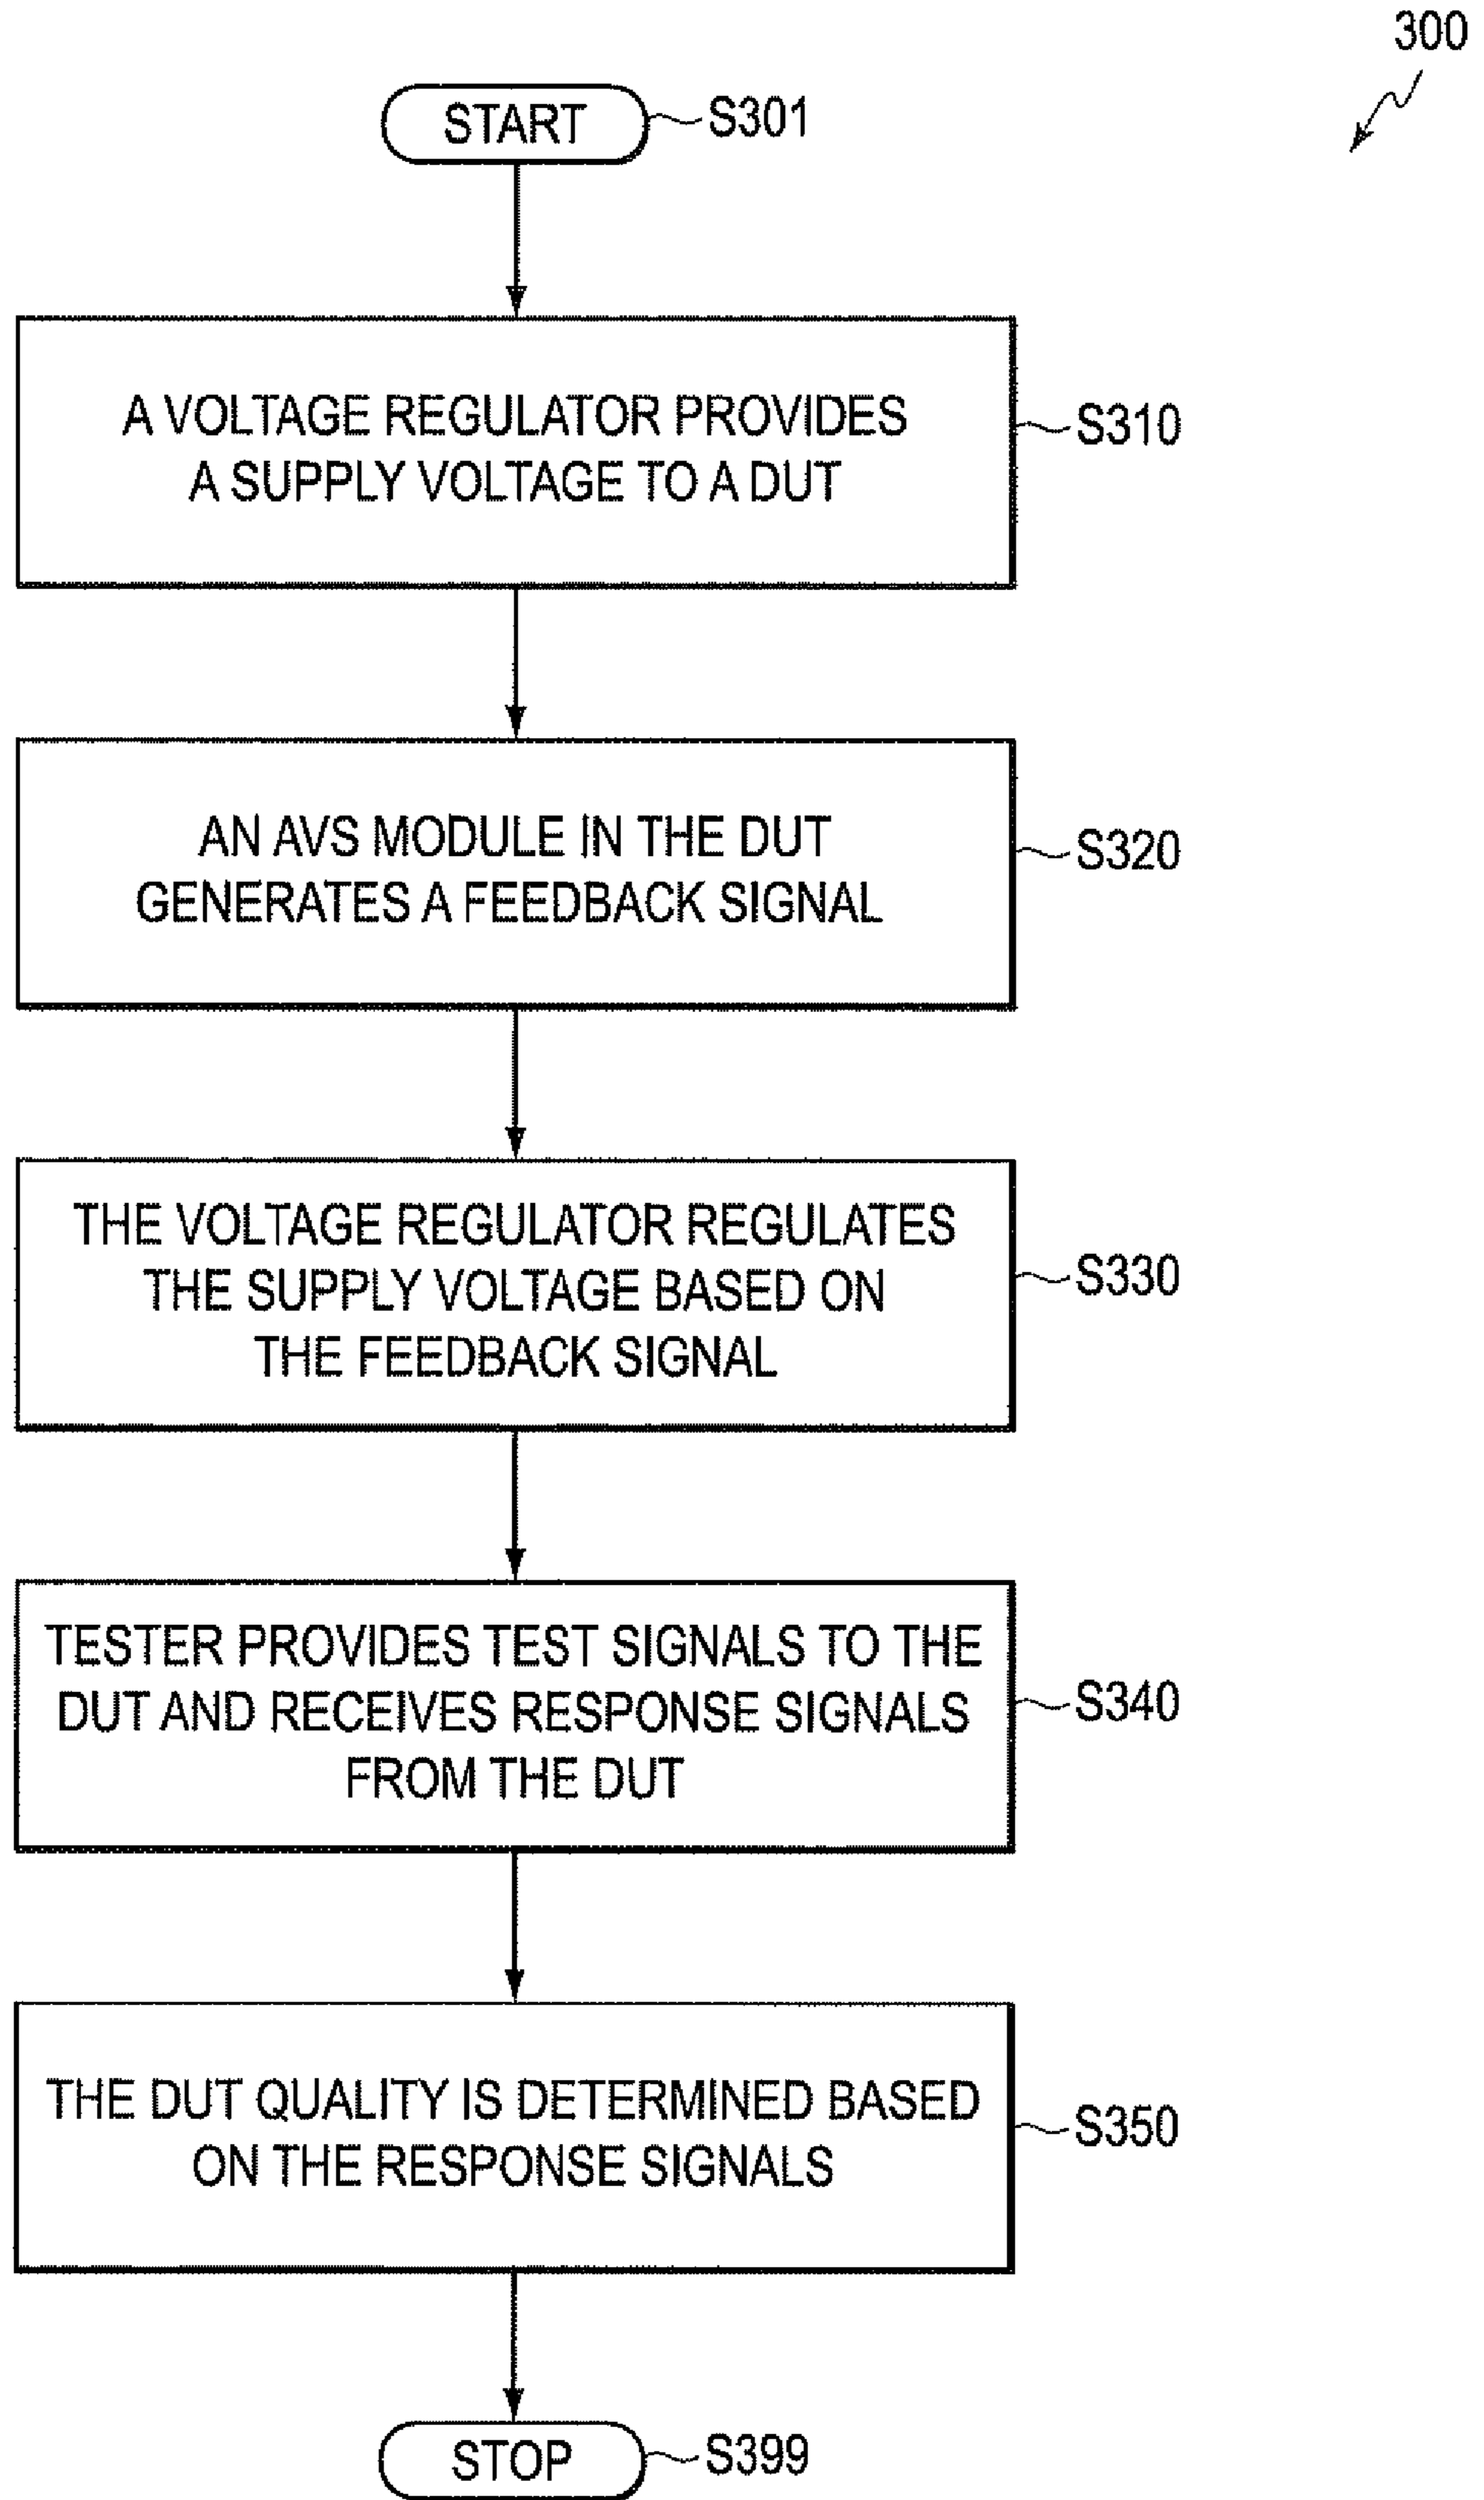 300
START
S301
A VOLTAGE REGULATOR PROVIDES
A SUPPLY VOLTAGE TO A DUT
S310
AN AVS MODULE IN THE DUT
GENERATES A FEEDBACK SIGNAL
S320
THE VOLTAGE REGULATOR REGULATES
THE SUPPLY VOLTAGE BASED ON
THE FEEDBACK SIGNAL
S330
TESTER PROVIDES TEST SIGNALS TO THE
DUT AND RECEIVES RESPONSE SIGNALS
FROM THE DUT
S340
THE DUT QUALITY IS DETERMINED BASED
ON THE RESPONSE SIGNALS
S350
STOP
S399